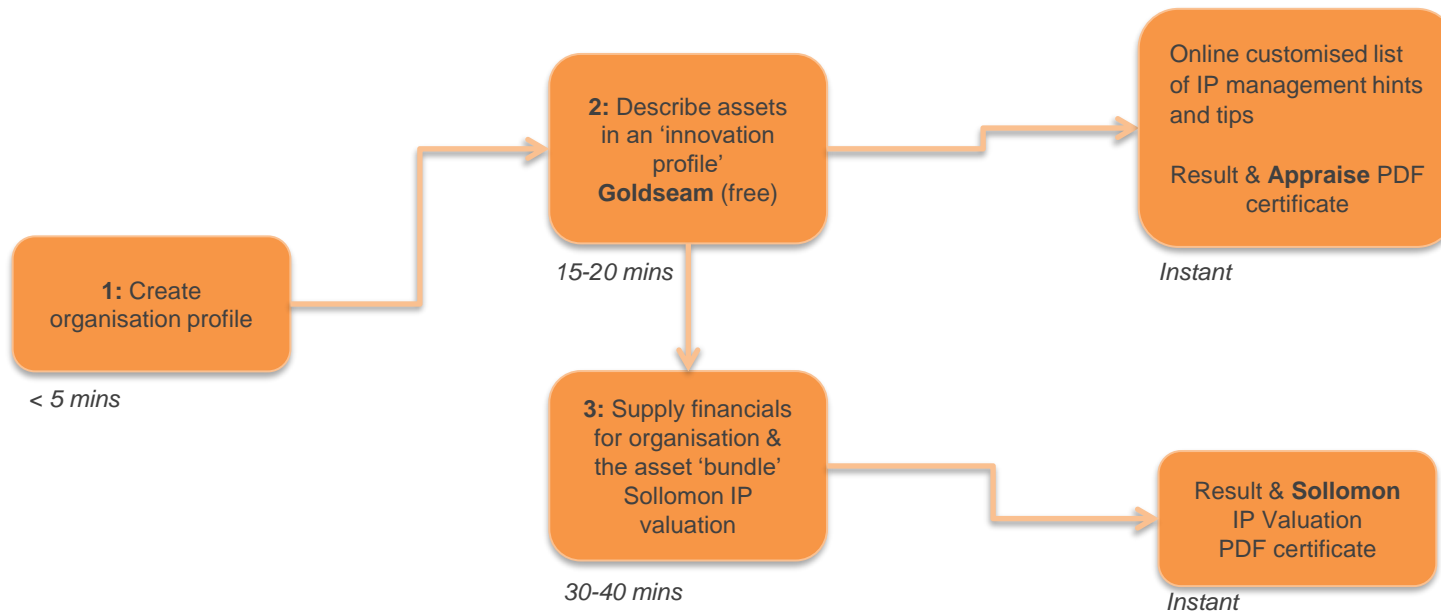 1: Create
organisation profile
< 5 mins
2: Describe assets
in an ‘innovation
profile’
Goldseam (free)
15-20 mins
Online customised list
of IP management hints
and tips
Result & Appraise PDF
certificate
Instant
3: Supply financials
for organisation &
the asset ‘bundle’
Sollomon IP
valuation
30-40 mins
Result & Sollomon
IP Valuation
PDF certificate
Instant